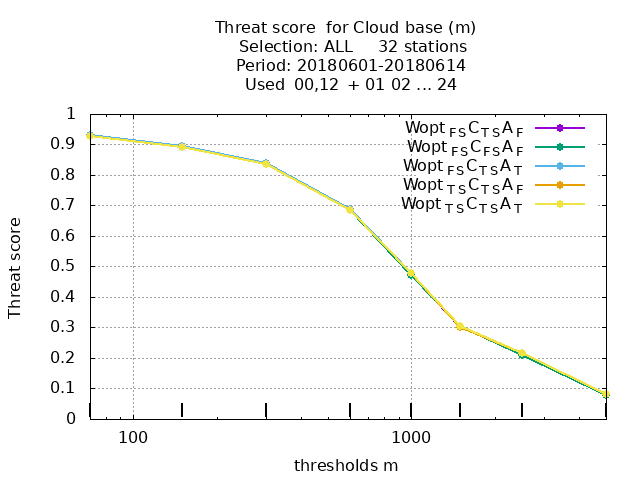 Threat score for Cloud base (m)
Selection: ALL 32 stations
Period: 20180601-20180614
Used 00,12 + 01 02 ... 24
Wopt FS C TS A F
Wopt FS C FS A F
Wopt FS C TS A T
Wopt TS C TS A F
Wopt TS C TS A T
1
0.9
0.8
0.7
0.6
0.5
0.4
0.3
0.2
0.1
0
Threat score
100 1000
thresholds m